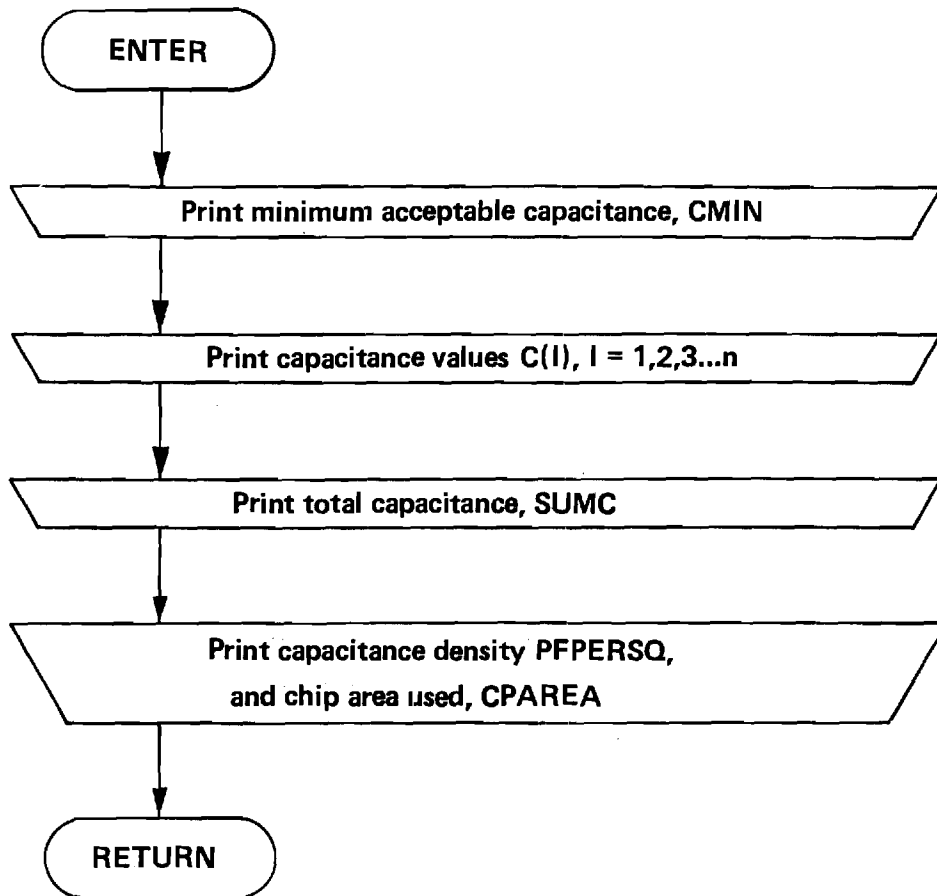 ENTER
Print minimum acceptable capacitance, CMIN
Print capacitance values C(I), I = 1,2,3...n
Print total capacitance, SUMC
Print capacitance density PFPERSQ,
and chip area used, CPAREA
RETURN